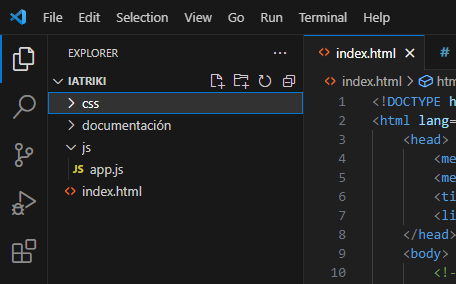 File Edit Selection View Go Run Terminal Help
EXPLORER ...
index.html
#
IATRIKI
index.html > htm
css
documentación
js
JS app.js
index.html
1 <!DOCTYPE h
2 <html lang=
3 <head>
4 <me
5 <me
6 <ti
7 <li
8 </head>
9 <body>
10 <!-